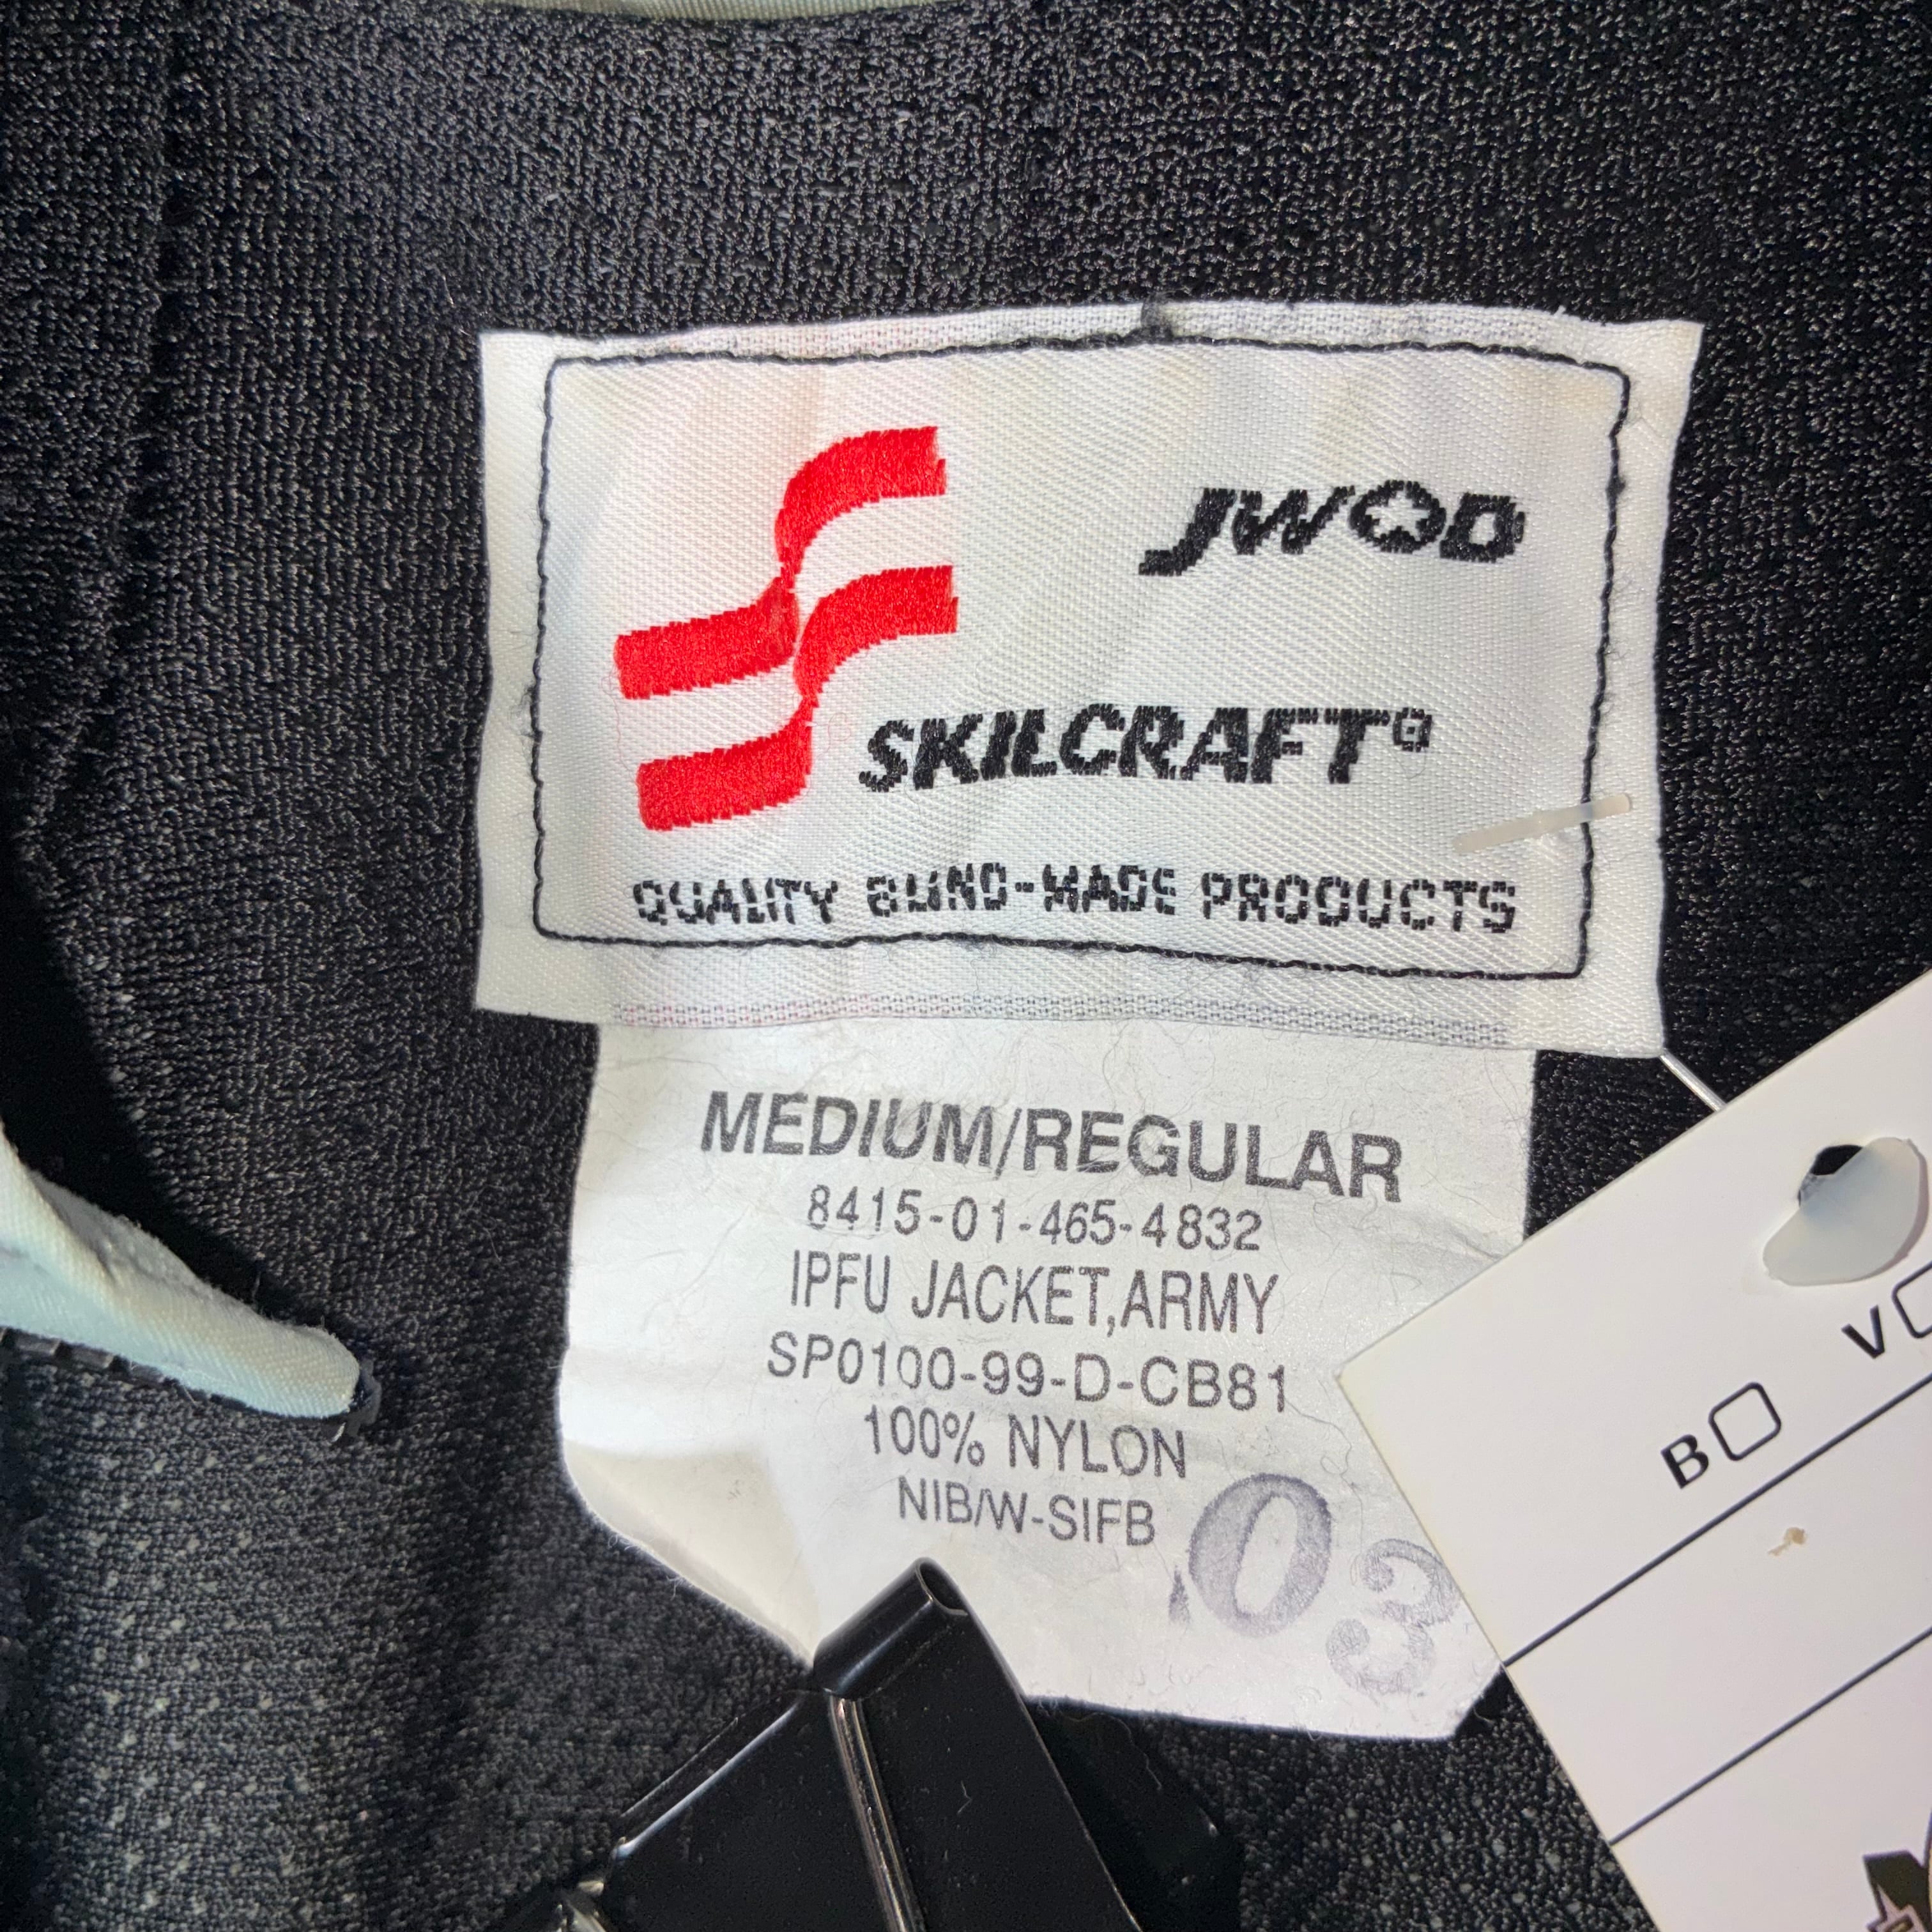 JWOD
SKILCRAFT®
QUALITY BLIND-MADE PRODUCTS
MEDIUM/REGULAR
8415-01-465-4832
IPFU JACKET,ARMY
SP0100-99-D-CB81
100% NYLON
NIB/W-SIFB
03
V
B